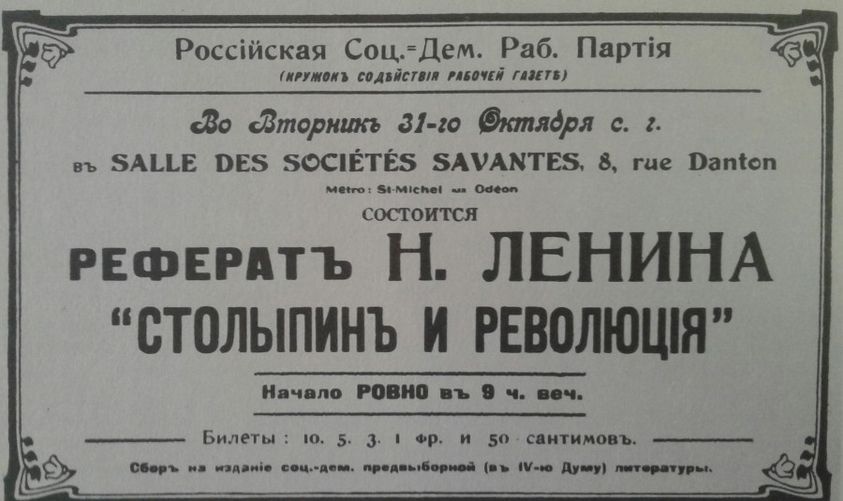 Россійская Соц.=Дем. Раб. Партія
(КРУЖОКЪ СОДѢЙСТВІЯ РАБОЧЕЙ ГАЗЕТѢ)
Во Вторникъ 31-го Октября с. г.
въ SALLE DES SOCIÉTÉS SAVANTES, 8, rue Danton
Métro: St-Michel или Odéon
СОСТОИТСЯ
РЕФЕРАТЪ Н. ЛЕНИНА
“СТОЛЫПИНЪ И РЕВОЛЮЦІЯ”
Начало РОВНО въ 9 ч. веч.
Билеты: 10. 5. 3. 1 фр. и 50 сантимовъ.
Сборъ на изданіе соц.-дем. предвыборной (въ IV-ю Думу) литературы.